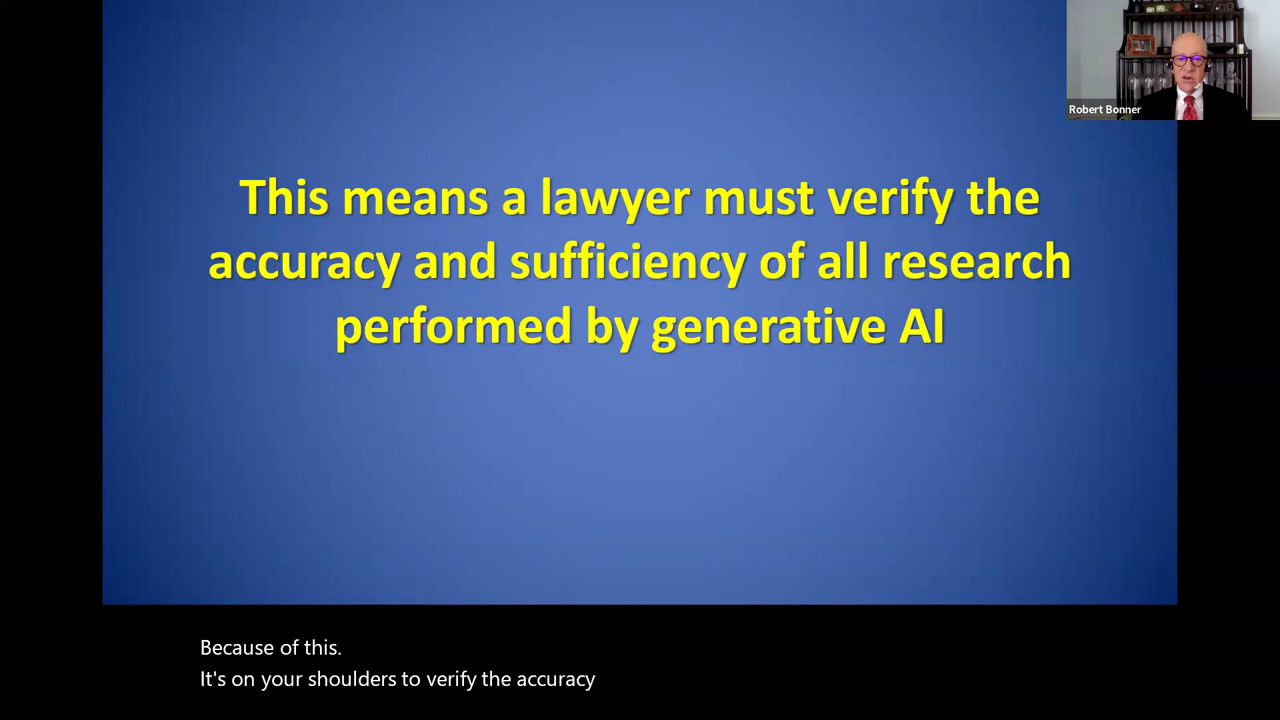 Robert Bonner
This means a lawyer must verify the
accuracy and sufficiency of all research
performed by generative AI
Because of this.
It's on your shoulders to verify the accuracy